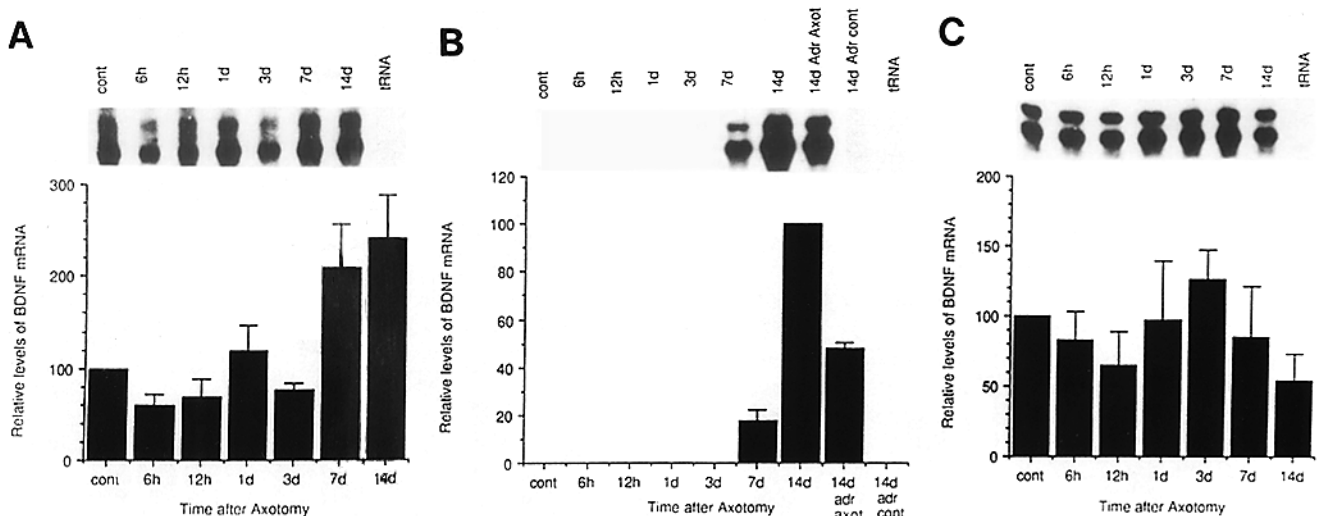 A
cont 6h 12h 1d 3d 7d 14d tRNA
300
200
100
0
Relative levels of BDNF mRNA
cont 6h 12h 1d 3d 7d 14d
Time after Axotomy
B
cont 6h 12h 1d 3d 7d 14d 14d Adr Axot 14d Adr cont tRNA
120
100
80
60
40
20
0
Relative levels of BDNF mRNA
cont 6h 12h 1d 3d 7d 14d 14d adr axot 14d adr cont
Time after Axotomy
C
cont 6h 12h 1d 3d 7d 14d tRNA
200
150
100
50
0
Relative levels of BDNF mRNA
cont 6h 12h 1d 3d 7d 14d
Time after Axotomy